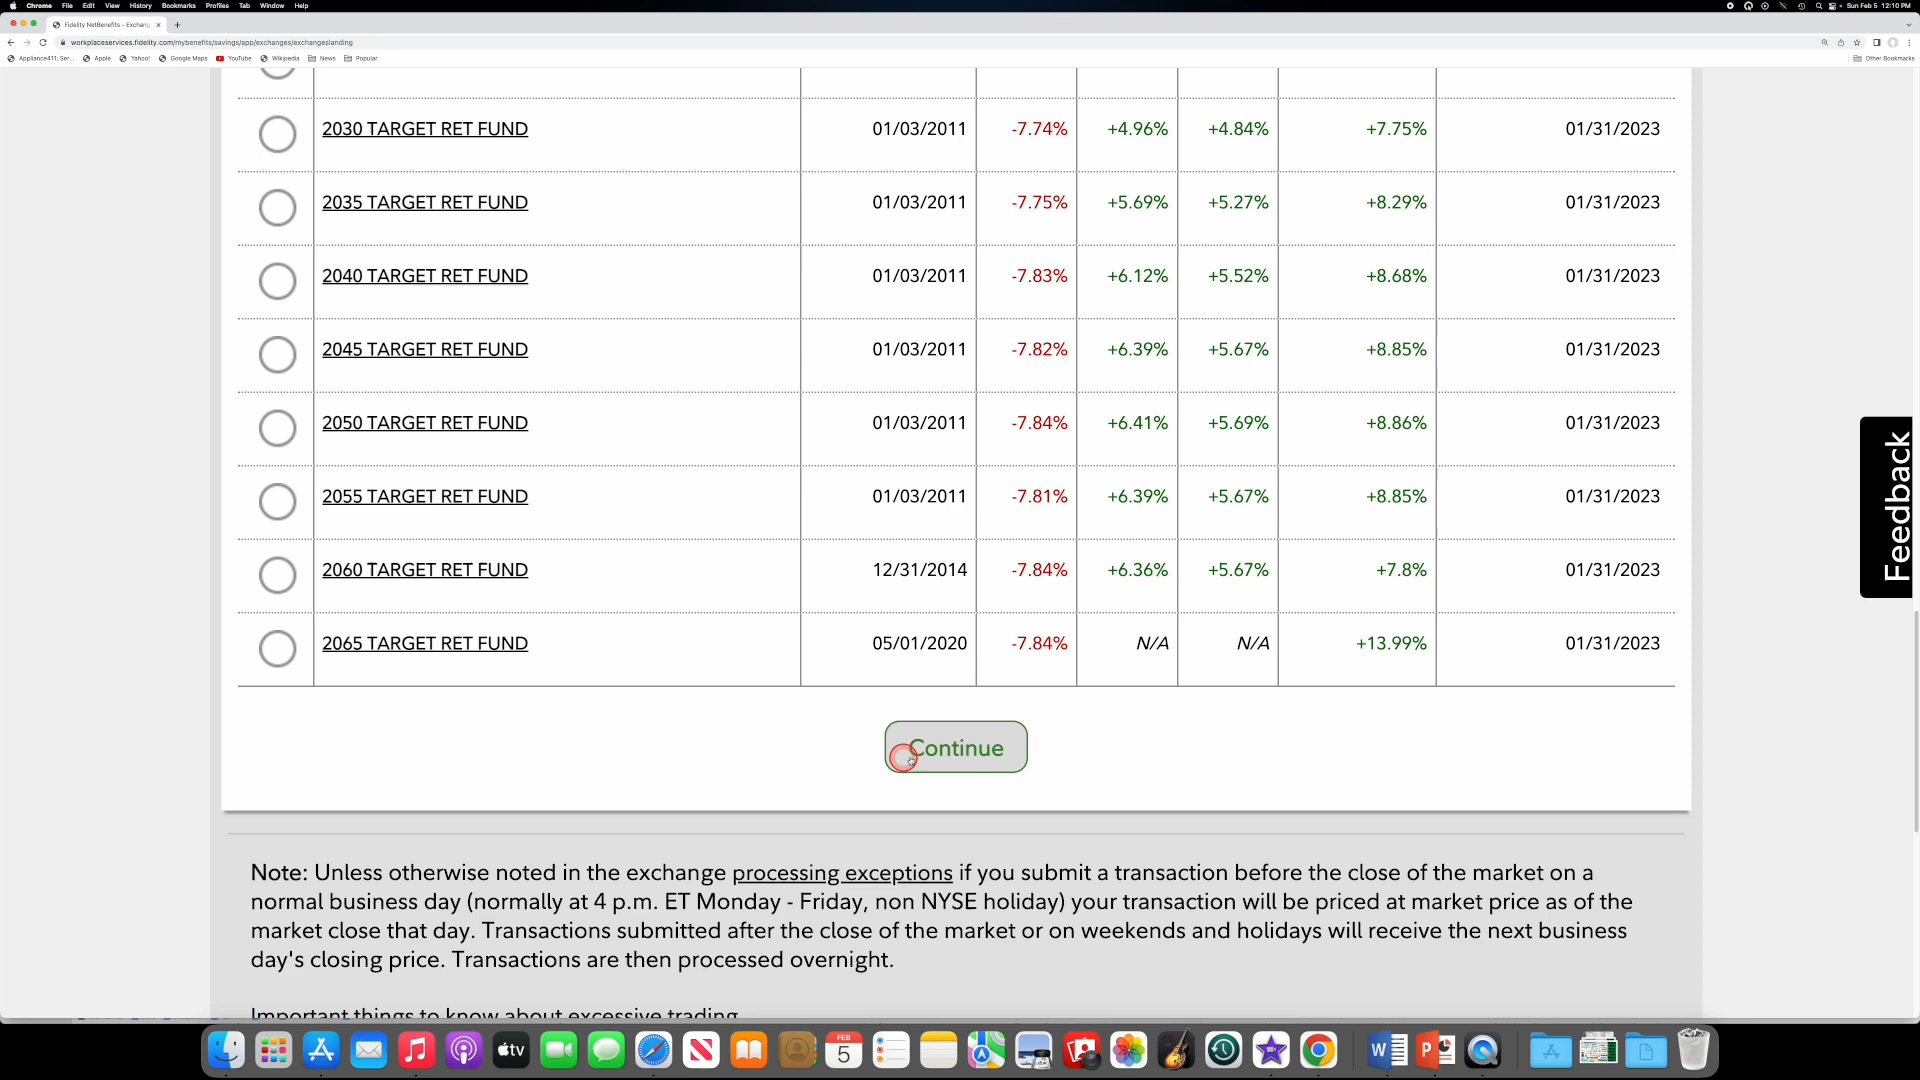 Chrome File Edit View History Bookmarks Profiles Tab Window Help
Sun Feb 5 12:10 PM
Fidelity NetBenefits - Exchang
workplaceservices.fidelity.com/mybenefits/savings/app/exchanges/exchangeslanding
Appliance411: Ser... Apple Yahoo! Google Maps YouTube Wikipedia News Popular Other Bookmarks
2030 TARGET RET FUND 01/03/2011 -7.74% +4.96% +4.84% +7.75% 01/31/2023
2035 TARGET RET FUND 01/03/2011 -7.75% +5.69% +5.27% +8.29% 01/31/2023
2040 TARGET RET FUND 01/03/2011 -7.83% +6.12% +5.52% +8.68% 01/31/2023
2045 TARGET RET FUND 01/03/2011 -7.82% +6.39% +5.67% +8.85% 01/31/2023
2050 TARGET RET FUND 01/03/2011 -7.84% +6.41% +5.69% +8.86% 01/31/2023
2055 TARGET RET FUND 01/03/2011 -7.81% +6.39% +5.67% +8.85% 01/31/2023
2060 TARGET RET FUND 12/31/2014 -7.84% +6.36% +5.67% +7.8% 01/31/2023
2065 TARGET RET FUND 05/01/2020 -7.84% N/A N/A +13.99% 01/31/2023
Feedback
Continue
Note: Unless otherwise noted in the exchange processing exceptions if you submit a transaction before the close of the market on a
normal business day (normally at 4 p.m. ET Monday - Friday, non NYSE holiday) your transaction will be priced at market price as of the
market close that day. Transactions submitted after the close of the market or on weekends and holidays will receive the next business
day's closing price. Transactions are then processed overnight.
Important things to know about excessive trading
tv
FEB
5
W
P